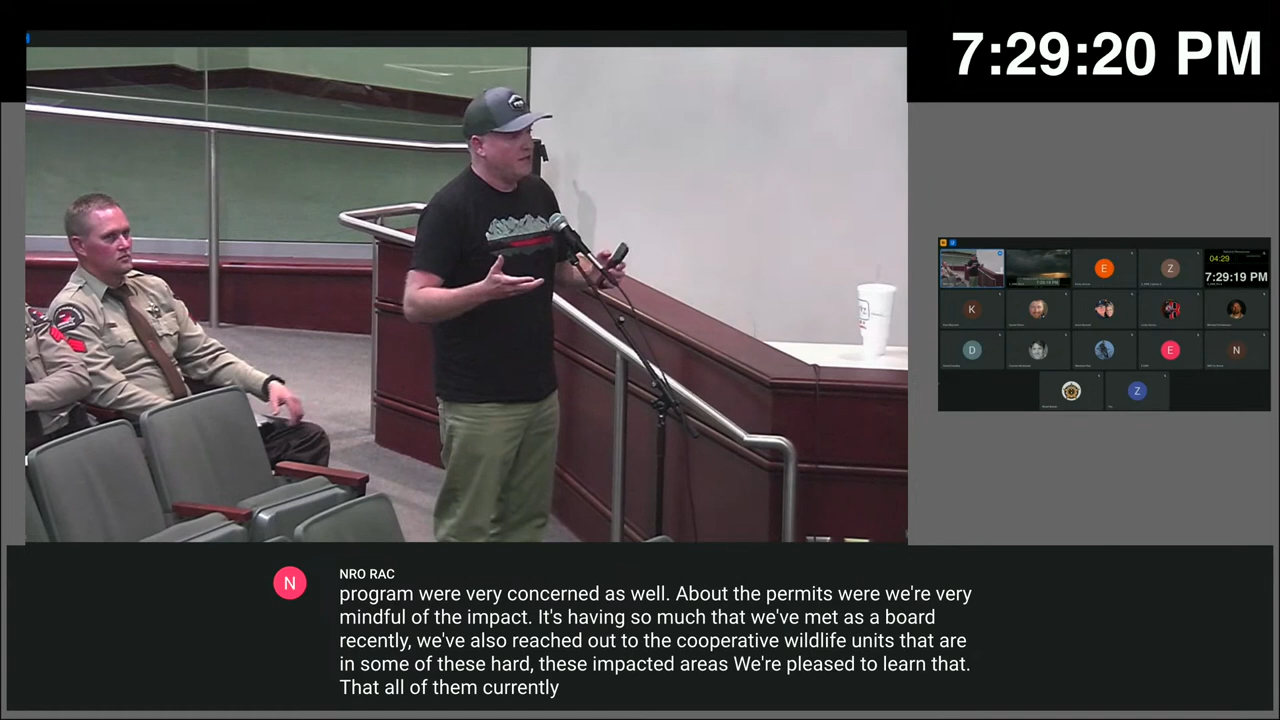 7:29:20 PM
04:29
7:29:19 PM
E
Z
K
D
E
N
Z
N
NRO RAC
program were very concerned as well. About the permits were we're very
mindful of the impact. It's having so much that we've met as a board
recently, we've also reached out to the cooperative wildlife units that are
in some of these hard, these impacted areas We're pleased to learn that.
That all of them currently